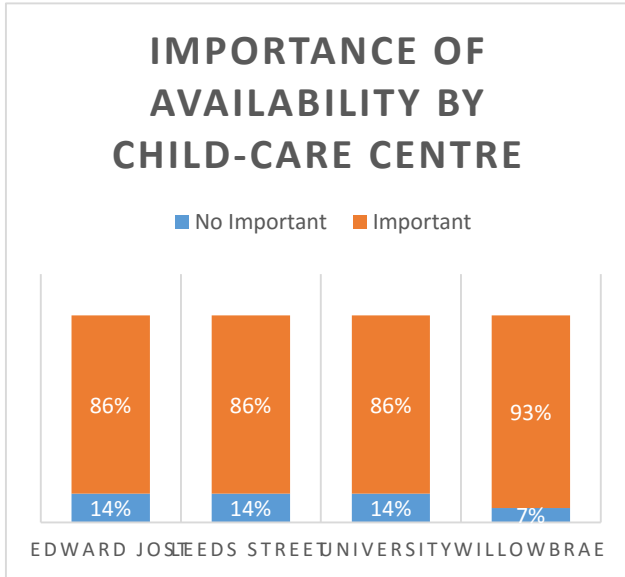 IMPORTANCE OF
AVAILABILITY BY
CHILD-CARE CENTRE
No Important Important
86% 86% 86% 93%
14% 14% 14% 7%
EDWARD JOST LEEDS STREET UNIVERSITY WILLOWBRAE